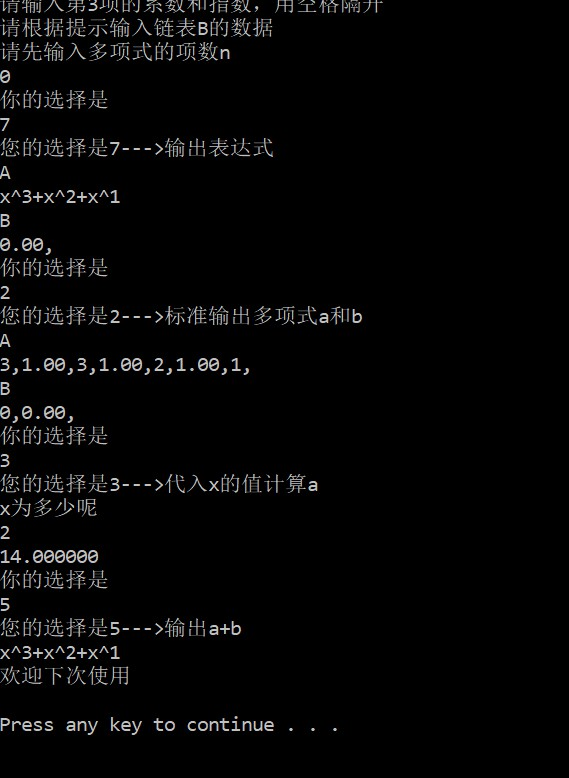 请输入第3项的系数和指数，用空格隔开
请根据提示输入链表B的数据
请先输入多项式的项数n
0
你的选择是
7
您的选择是7--->输出表达式
A
x^3+x^2+x^1
B
0.00,
你的选择是
2
您的选择是2--->标准输出多项式a和b
A
3,1.00,3,1.00,2,1.00,1,
B
0,0.00,
你的选择是
3
您的选择是3--->代入x的值计算a
x为多少呢
2
14.000000
你的选择是
5
您的选择是5--->输出a+b
x^3+x^2+x^1
欢迎下次使用
Press any key to continue . . .